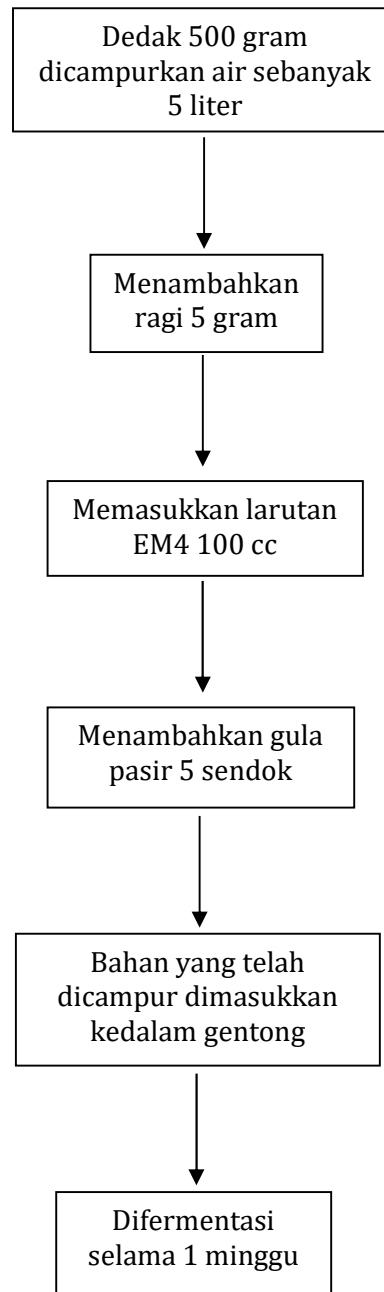 Dedak 500 gram
dicampurkan air sebanyak
5 liter
Menambahkan
ragi 5 gram
Memasukkan larutan
EM4 100 cc
Menambahkan gula
pasir 5 sendok
Bahan yang telah
dicampur dimasukkan
kedalam gentong
Difermentasi
selama 1 minggu